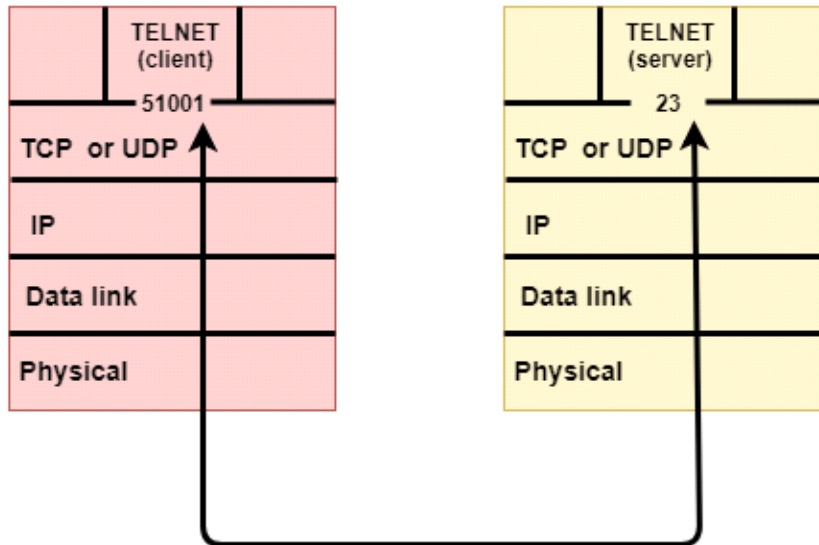 TELNET
(client)
51001
TCP or UDP
IP
Data link
Physical
TELNET
(server)
23
TCP or UDP
IP
Data link
Physical